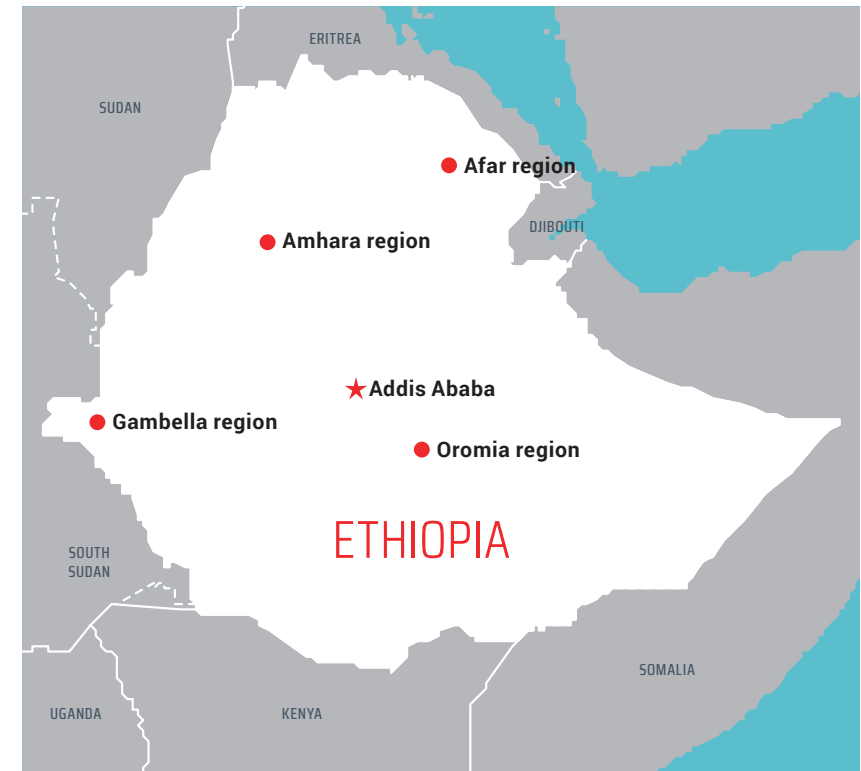 ERITREA
SUDAN
Afar region
DJIBOUTI
Amhara region
Addis Ababa
Gambella region
Oromia region
ETHIOPIA
SOUTH
SUDAN
SOMALIA
UGANDA
KENYA